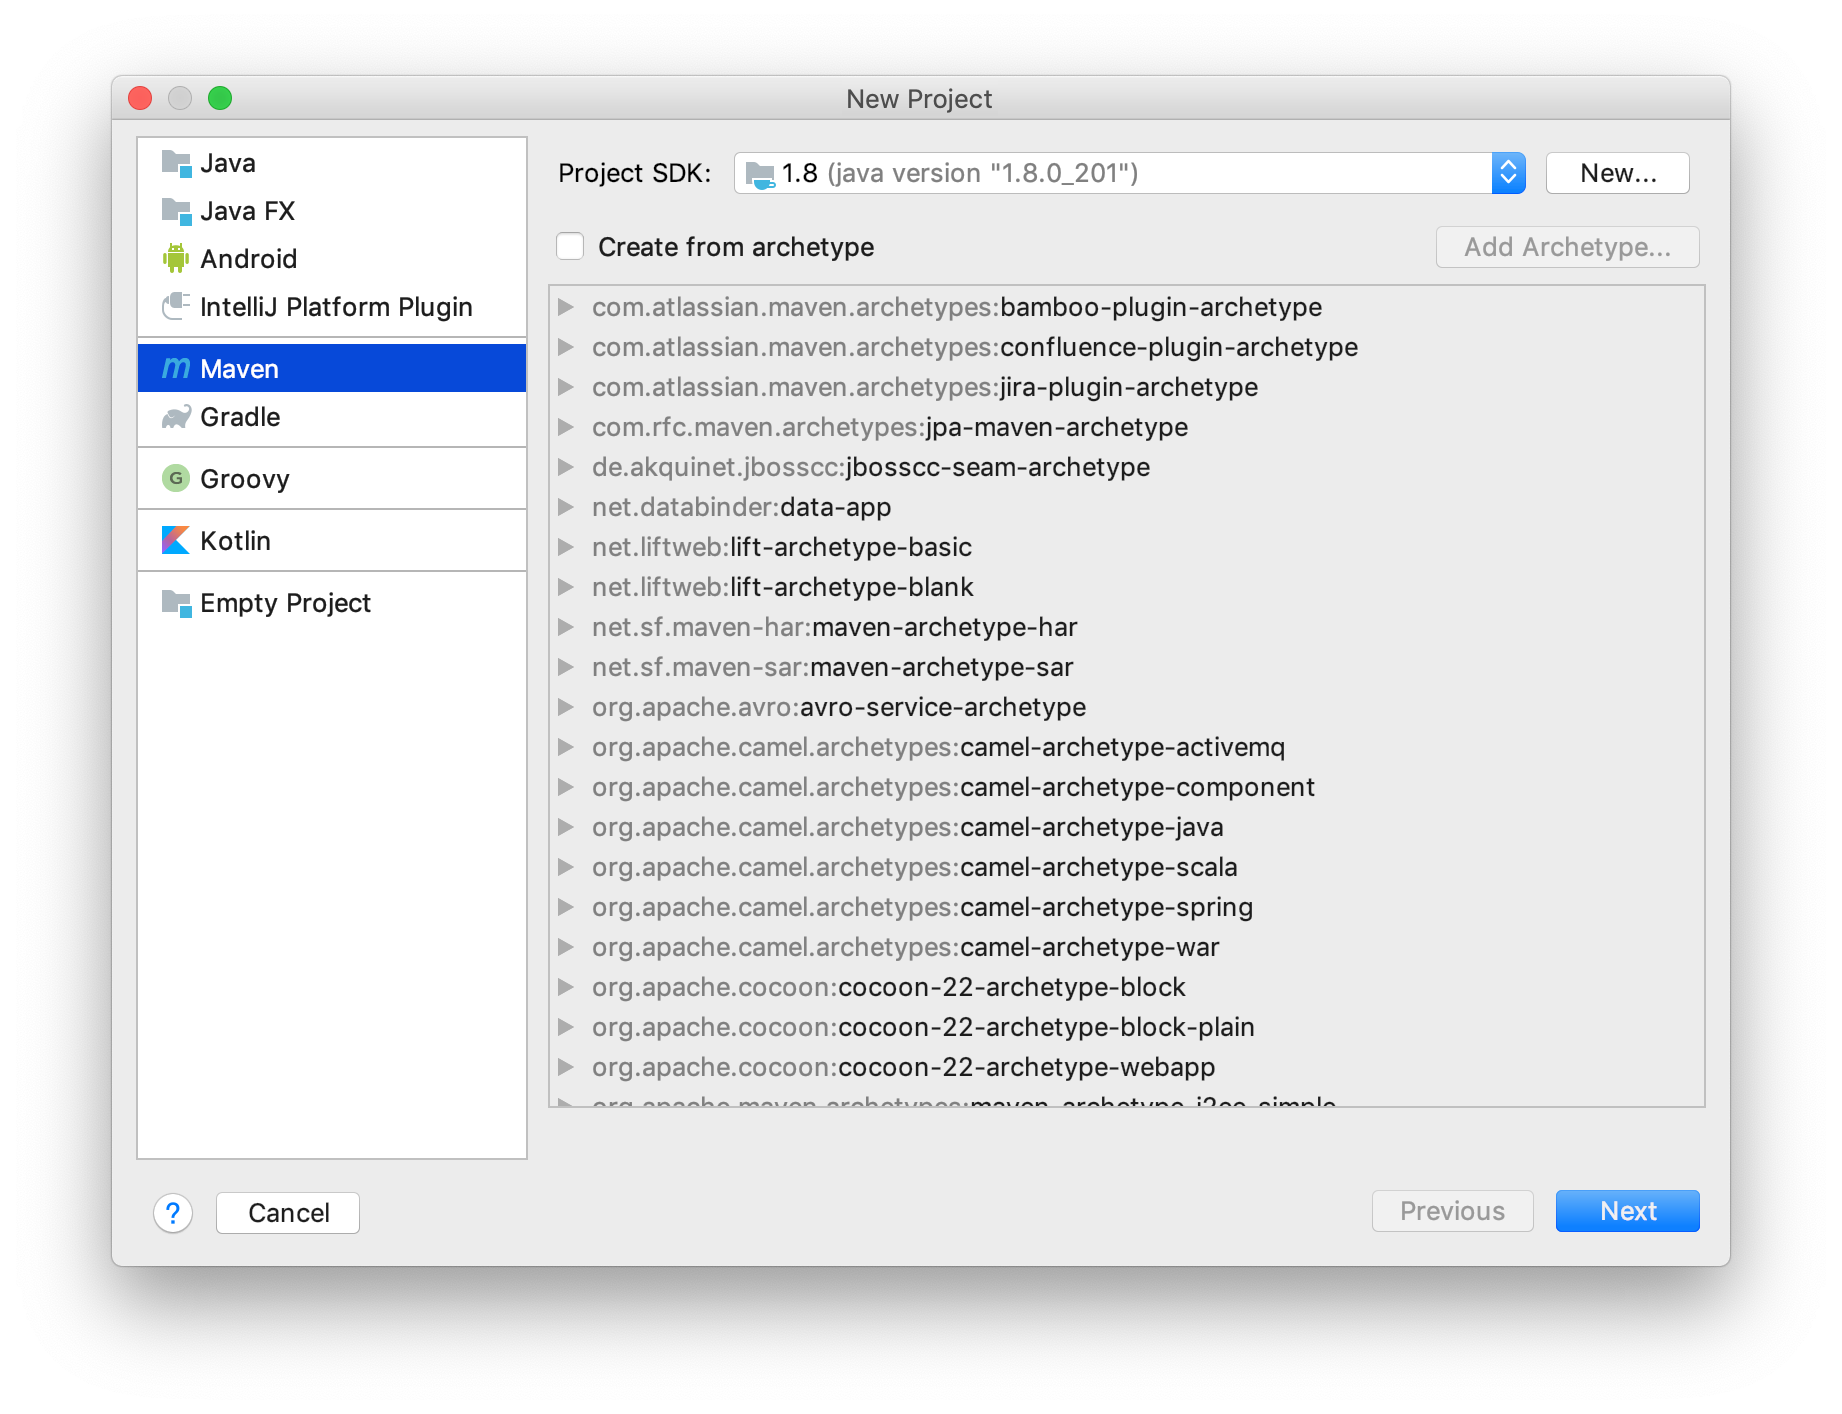 New Project
Java
Java FX
Android
IntelliJ Platform Plugin
m Maven
Gradle
G Groovy
Kotlin
Empty Project
Project SDK: 1.8 (java version "1.8.0_201") New...
Create from archetype Add Archetype...
com.atlassian.maven.archetypes:bamboo-plugin-archetype
com.atlassian.maven.archetypes:confluence-plugin-archetype
com.atlassian.maven.archetypes:jira-plugin-archetype
com.rfc.maven.archetypes:jpa-maven-archetype
de.akquinet.jbosscc:jbosscc-seam-archetype
net.databinder:data-app
net.liftweb:lift-archetype-basic
net.liftweb:lift-archetype-blank
net.sf.maven-har:maven-archetype-har
net.sf.maven-sar:maven-archetype-sar
org.apache.avro:avro-service-archetype
org.apache.camel.archetypes:camel-archetype-activemq
org.apache.camel.archetypes:camel-archetype-component
org.apache.camel.archetypes:camel-archetype-java
org.apache.camel.archetypes:camel-archetype-scala
org.apache.camel.archetypes:camel-archetype-spring
org.apache.camel.archetypes:camel-archetype-war
org.apache.cocoon:cocoon-22-archetype-block
org.apache.cocoon:cocoon-22-archetype-block-plain
org.apache.cocoon:cocoon-22-archetype-webapp
org.apache.maven.archetypes:maven-archetype-j2ee-simple
? Cancel Previous Next